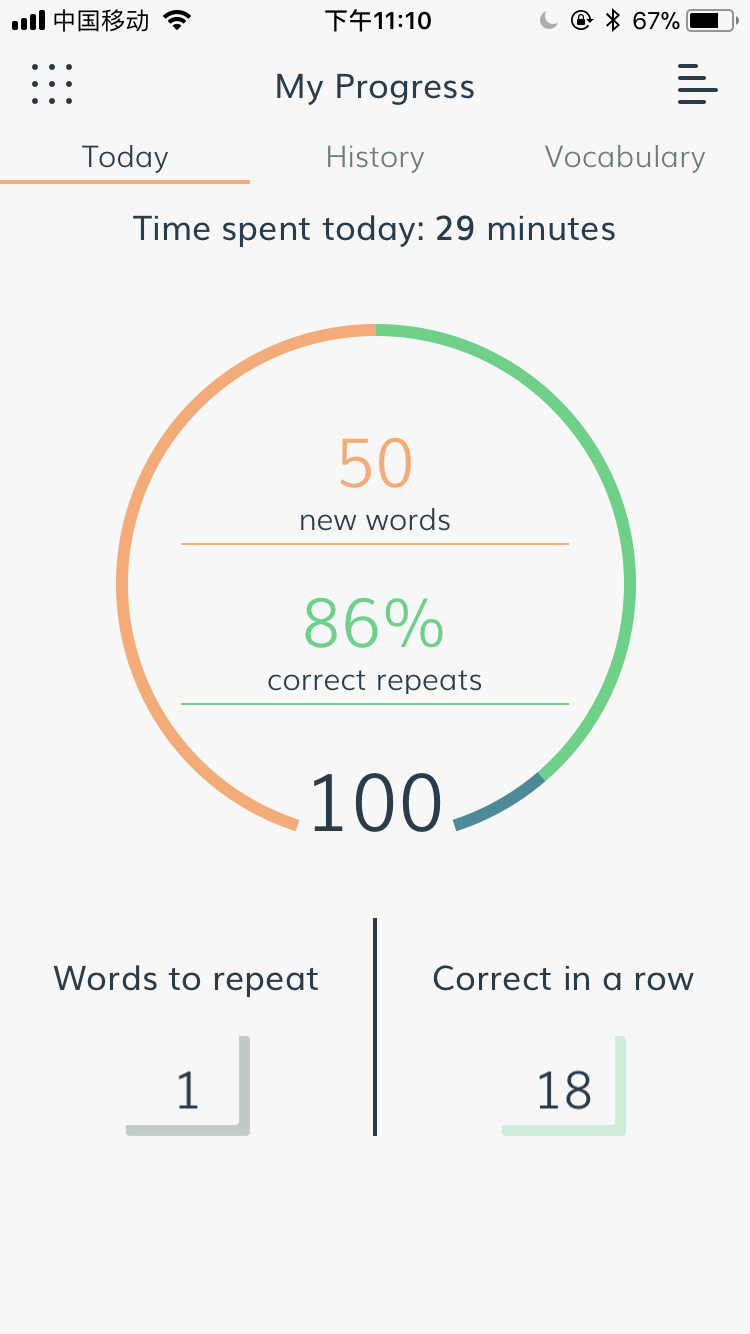 中国移动 下午11:10 67%
My Progress
Today History Vocabulary
Time spent today: 29 minutes
50
new words
86%
correct repeats
100
Words to repeat Correct in a row
1 18